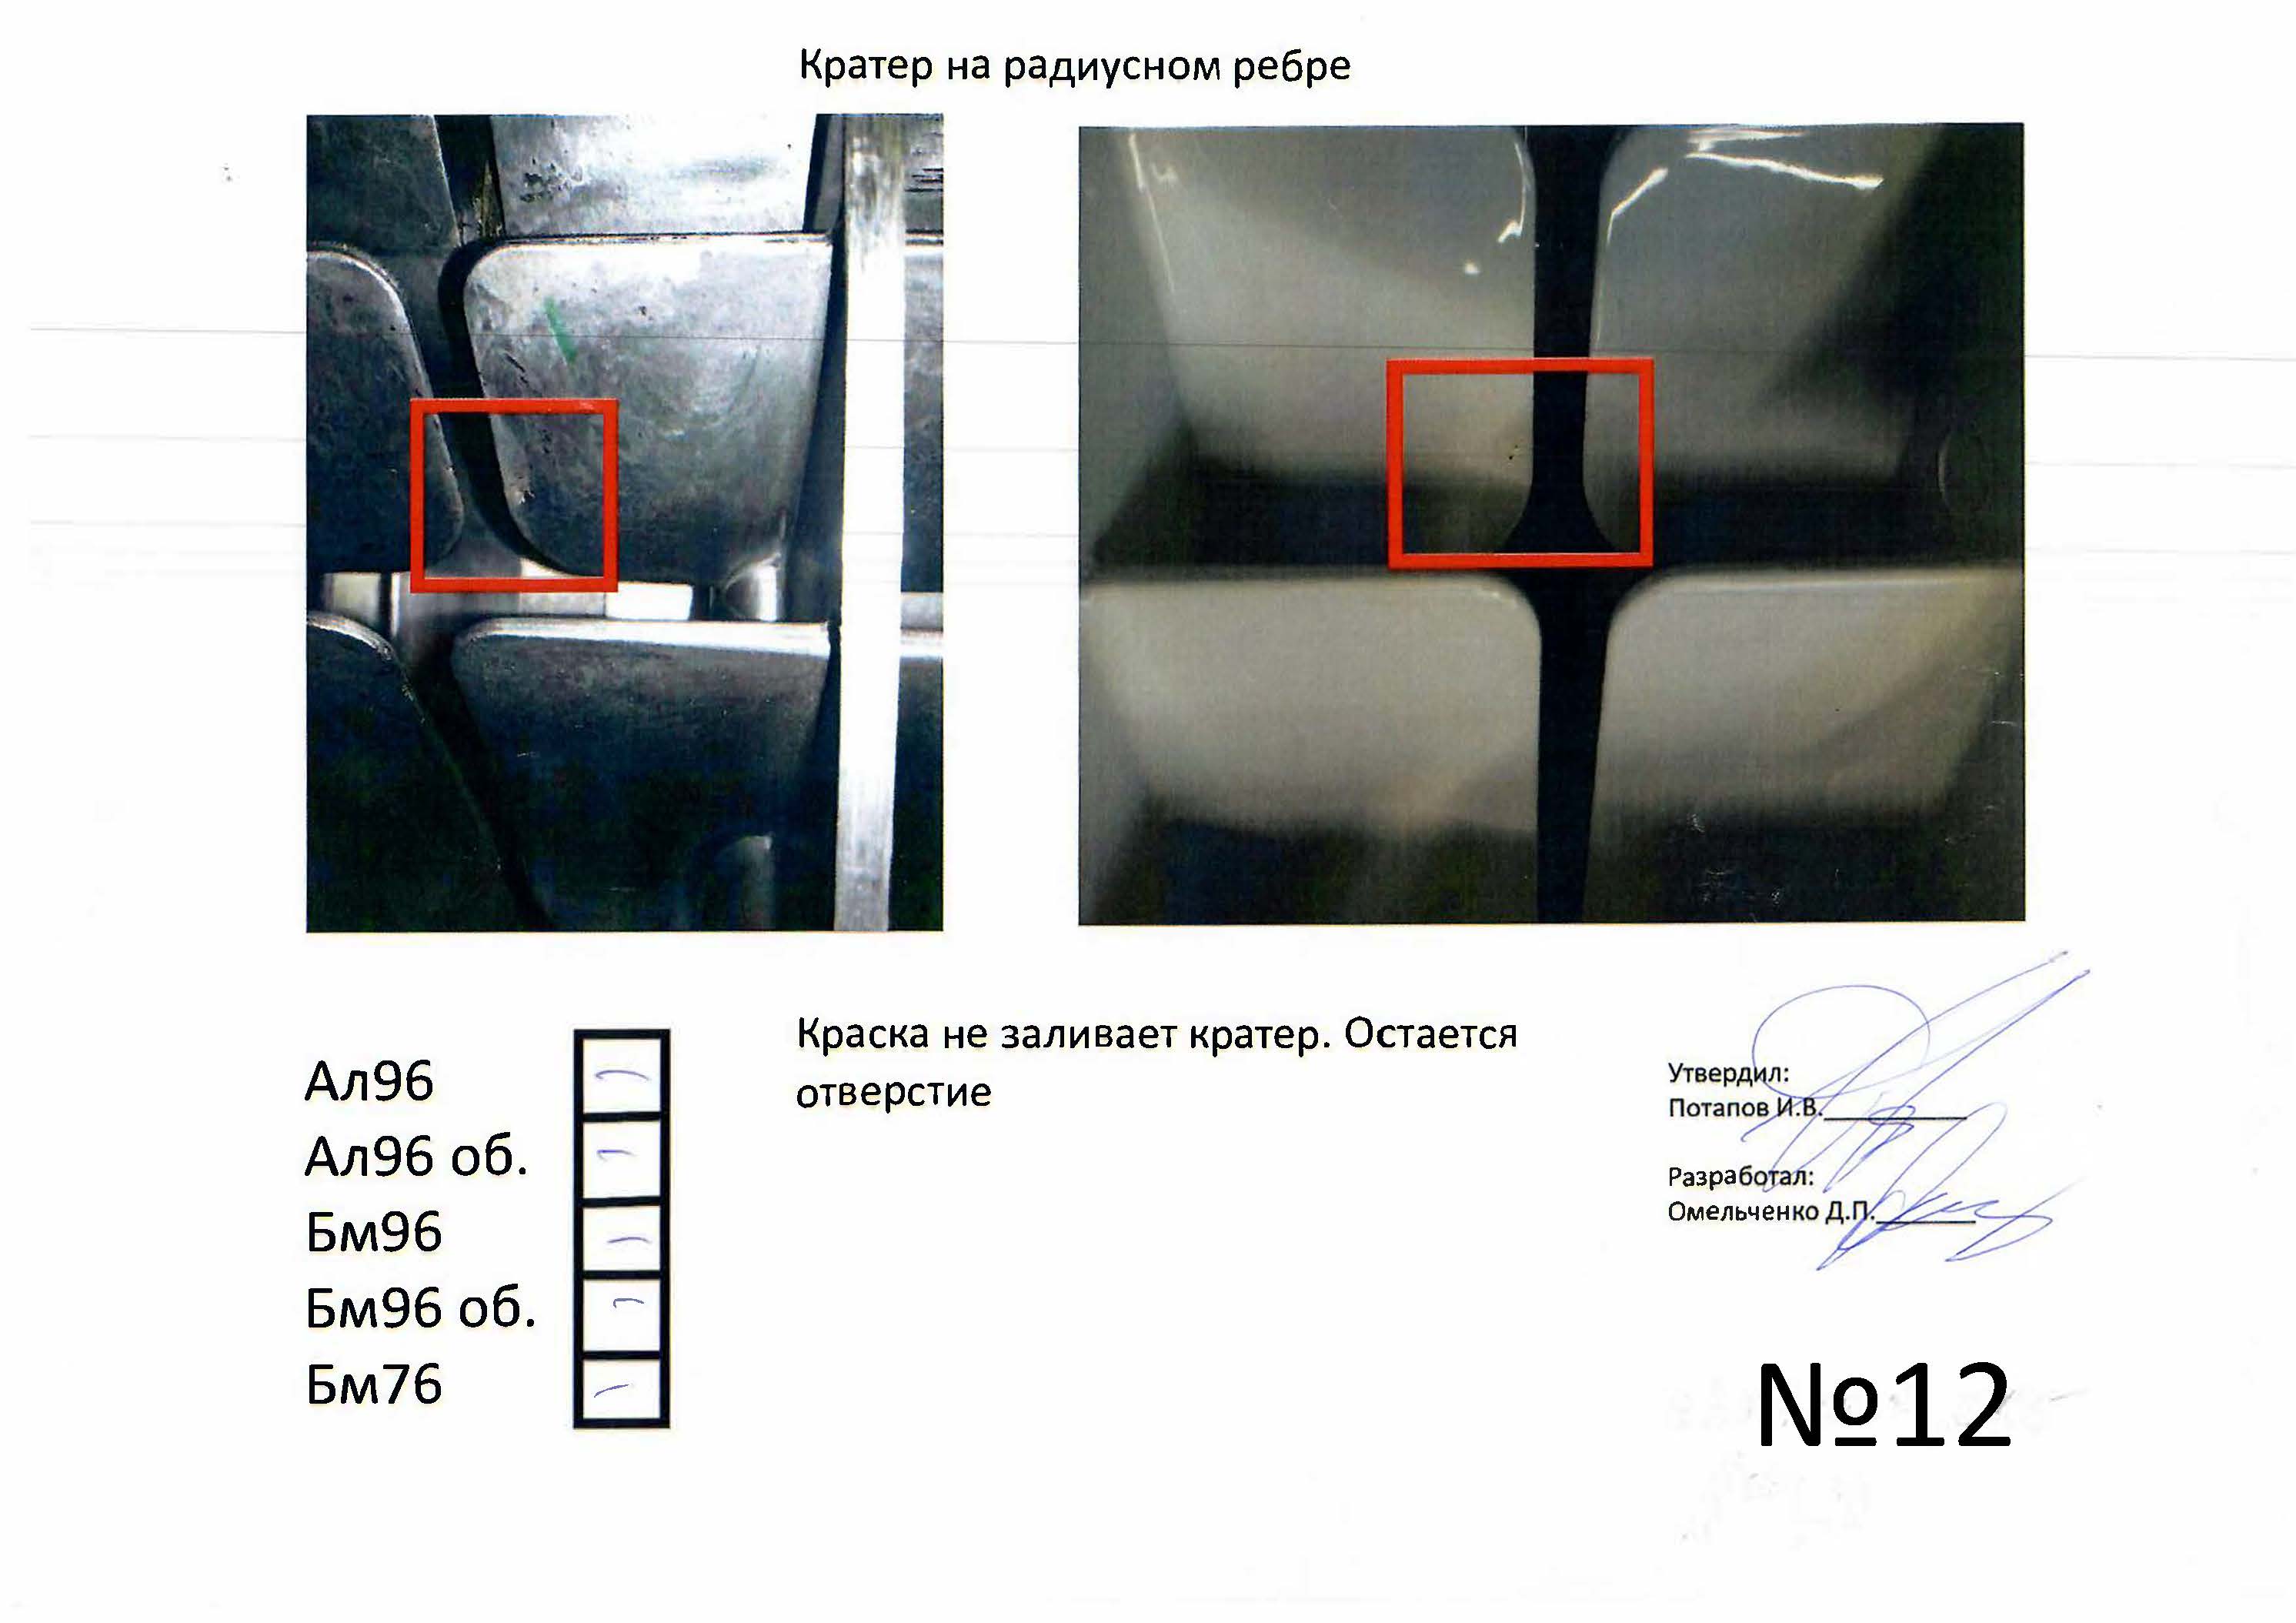 Кратер на радиусном ребре
Краска не заливает кратер. Остается
отверстие
Ал96
Ал96 об.
Бм96
Бм96 об.
Бм76
Утвердил:
Потапов И.В.
Разработал:
Омельченко Д.П.
№12